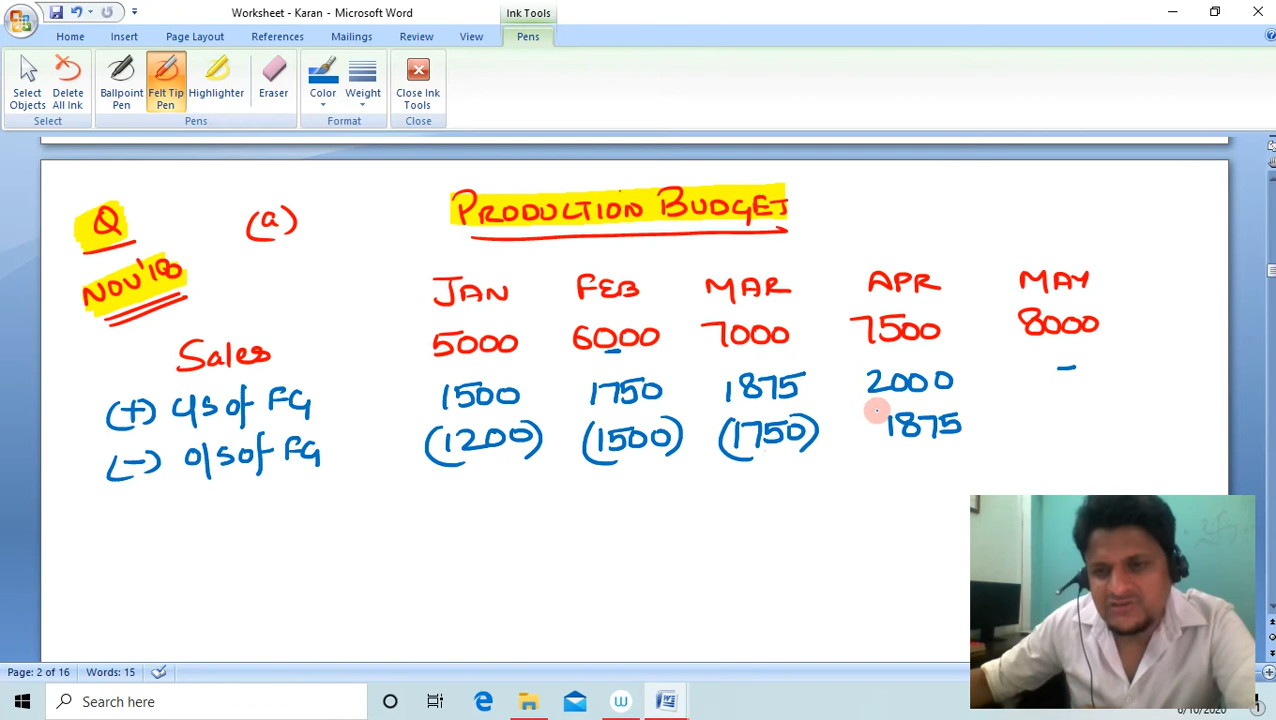 Worksheet - Karan - Microsoft Word
Ink Tools
Home Insert Page Layout References Mailings Review View Pens
Select Objects
Delete All Ink
Ballpoint Pen
Felt Tip Pen
Highlighter
Eraser
Color
Weight
Close Ink Tools
Select Pens Format Close
Q (a) PRODUCTION BUDGET
NOV'18
JAN FEB MAR APR MAY
Sales 5000 6000 7000 7500 8000
(+) c/s of FG 1500 1750 1875 2000 -
(-) o/s of FG (1200) (1500) (1750) 1875
Page: 2 of 16 Words: 15
Search here
6/10/2020